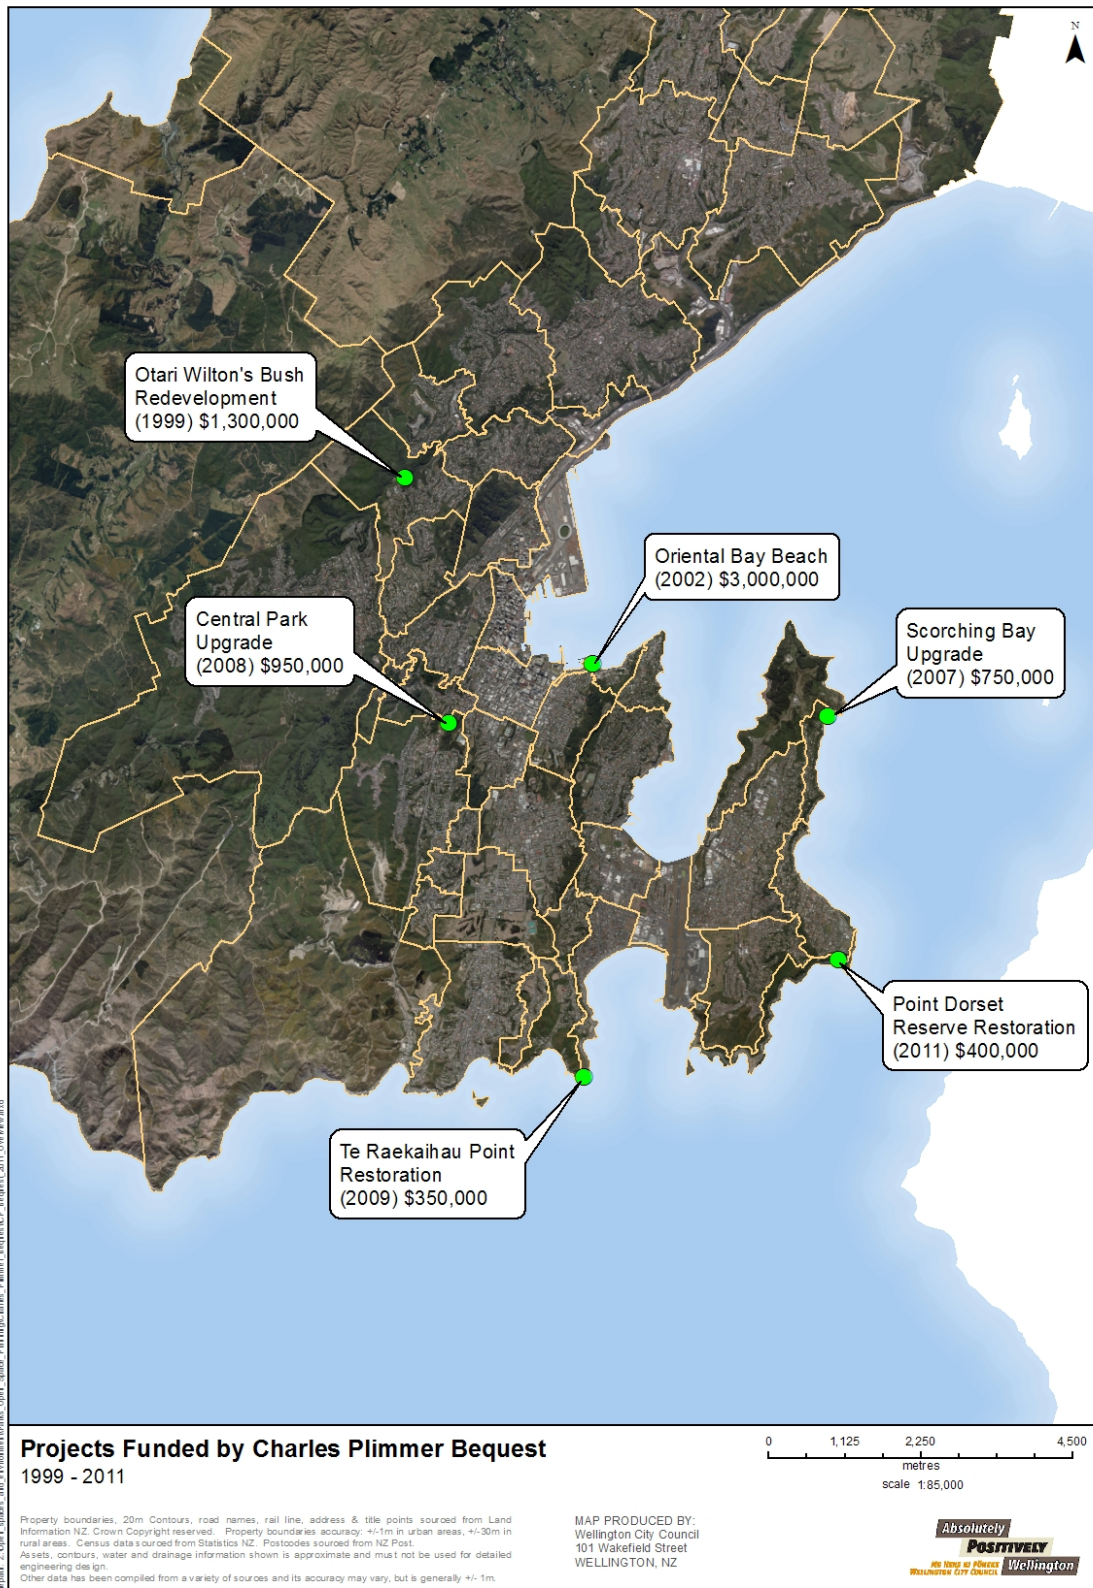 N
Otari Wilton's Bush
Redevelopment
(1999) $1,300,000
Oriental Bay Beach
(2002) $3,000,000
Central Park
Upgrade
(2008) $950,000
Scorching Bay
Upgrade
(2007) $750,000
Point Dorset
Reserve Restoration
(2011) $400,000
Te Raekaihau Point
Restoration
(2009) $350,000
Projects Funded by Charles Plimmer Bequest
1999 - 2011
0 1,125 2,250 4,500
metres
scale 1:85,000
Property boundaries, 20m Contours, road names, rail line, address & title points sourced from Land
Information NZ. Crown Copyright reserved. Property boundaries accuracy: +/-1m in urban areas, +/-30m in
rural areas. Census data sourced from Statistics NZ. Postcodes sourced from NZ Post.
Assets, contours, water and drainage information shown is approximate and must not be used for detailed
engineering design.
Other data has been compiled from a variety of sources and its accuracy may vary, but is generally +/- 1m.
MAP PRODUCED BY:
Wellington City Council
101 Wakefield Street
WELLINGTON, NZ
Absolutely
POSITIVELY
ME HEKE KI PŌNEKE
WELLINGTON CITY COUNCIL
Wellington